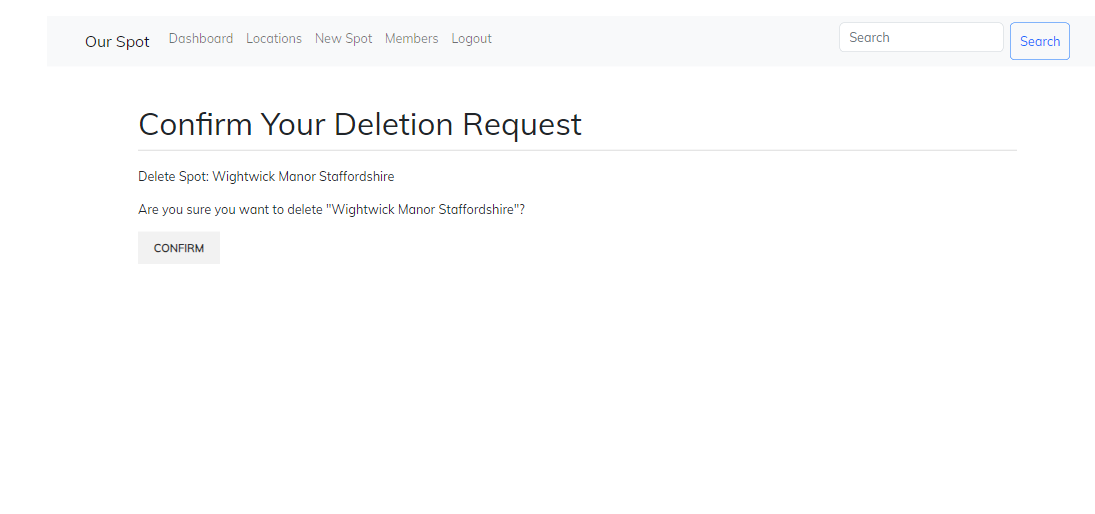 Our Spot Dashboard Locations New Spot Members Logout Search Search
Confirm Your Deletion Request
Delete Spot: Wightwick Manor Staffordshire
Are you sure you want to delete "Wightwick Manor Staffordshire"?
CONFIRM